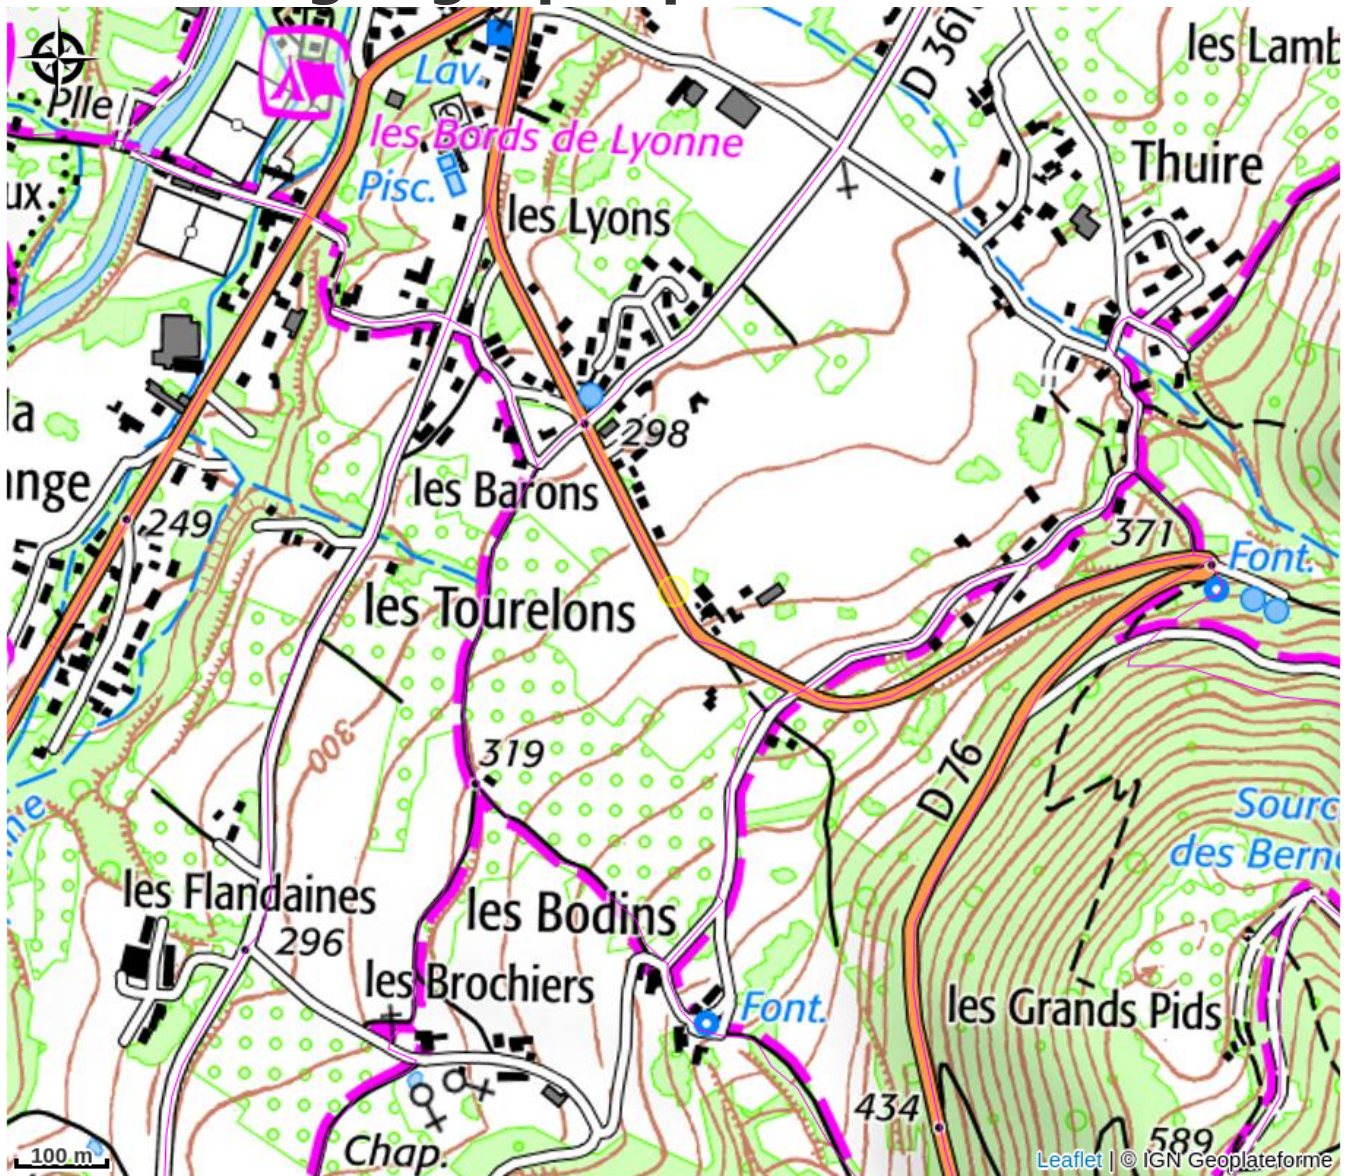 D 361
les Lamb
Lav.
Plle
les Bords de Lyonne
Thuire
Pisc.
ux.
les Lyons
la
298
ange
les Barons
249
371
Font.
les Tourelons
300
319
D 76
Sourc
des Berne
les Flandaines
les Bodins
296
les Brochiers
Font.
les Grands Pids
434
589
Chap.
100 m
Leaflet | © IGN Geoplateforme